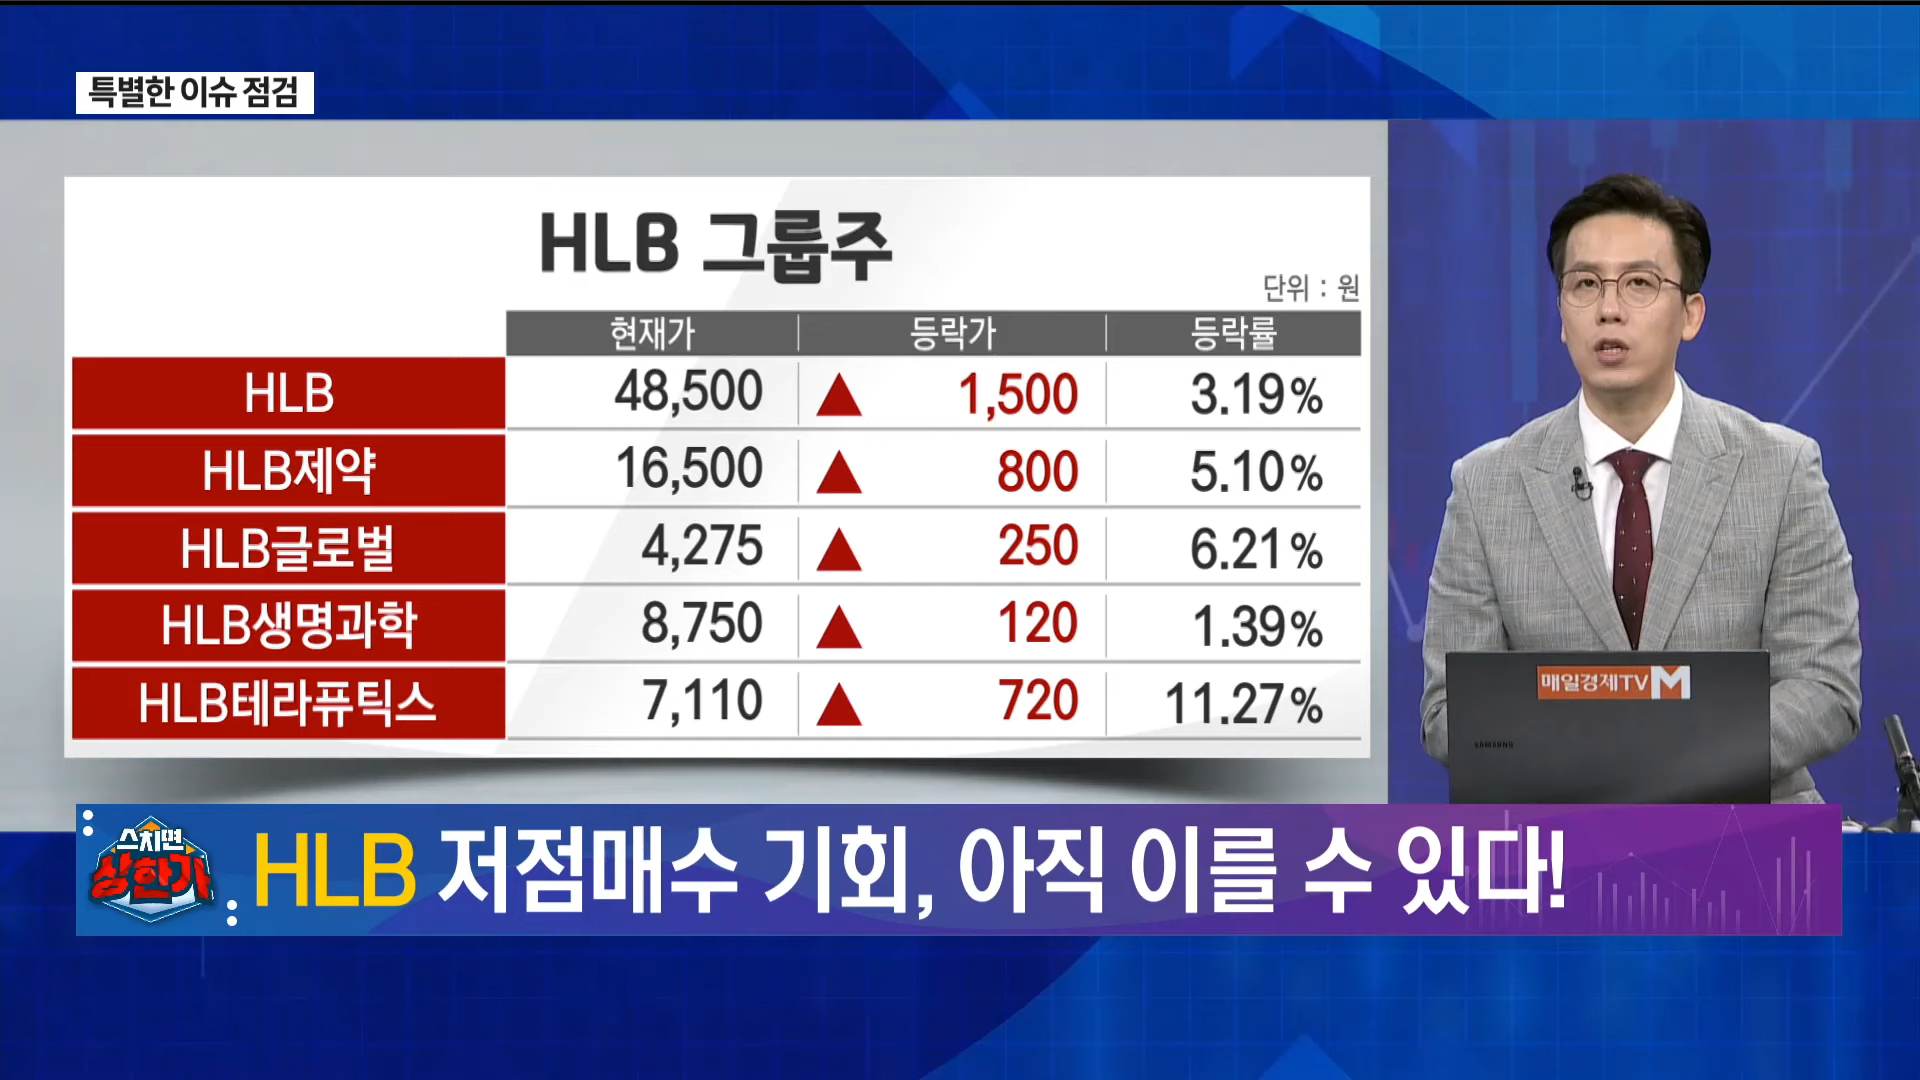 특별한 이슈 점검
HLB 그룹주
단위 : 원
현재가 등락가 등락률
HLB 48,500 ▲ 1,500 3.19%
HLB제약 16,500 ▲ 800 5.10%
HLB글로벌 4,275 ▲ 250 6.21%
HLB생명과학 8,750 ▲ 120 1.39%
HLB테라퓨틱스 7,110 ▲ 720 11.27%
매일경제TV M
SAMSUNG
스치면
상한가
HLB 저점매수 기회, 아직 이를 수 있다!